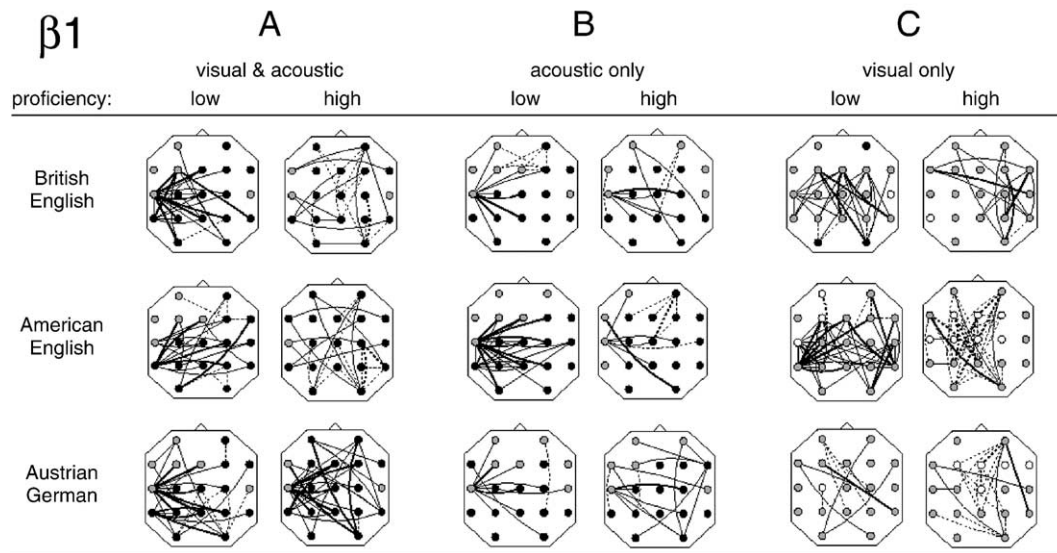 β1 A B C
visual & acoustic acoustic only visual only
proficiency: low high low high low high
British
English
American
English
Austrian
German